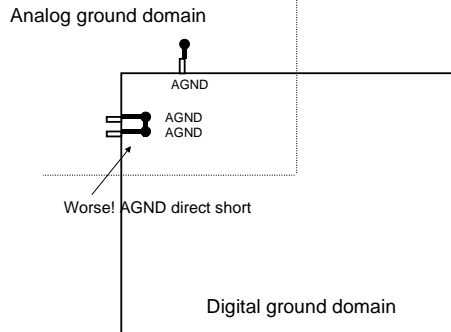 Analog ground domain
AGND
AGND
AGND
Worse! AGND direct short
Digital ground domain